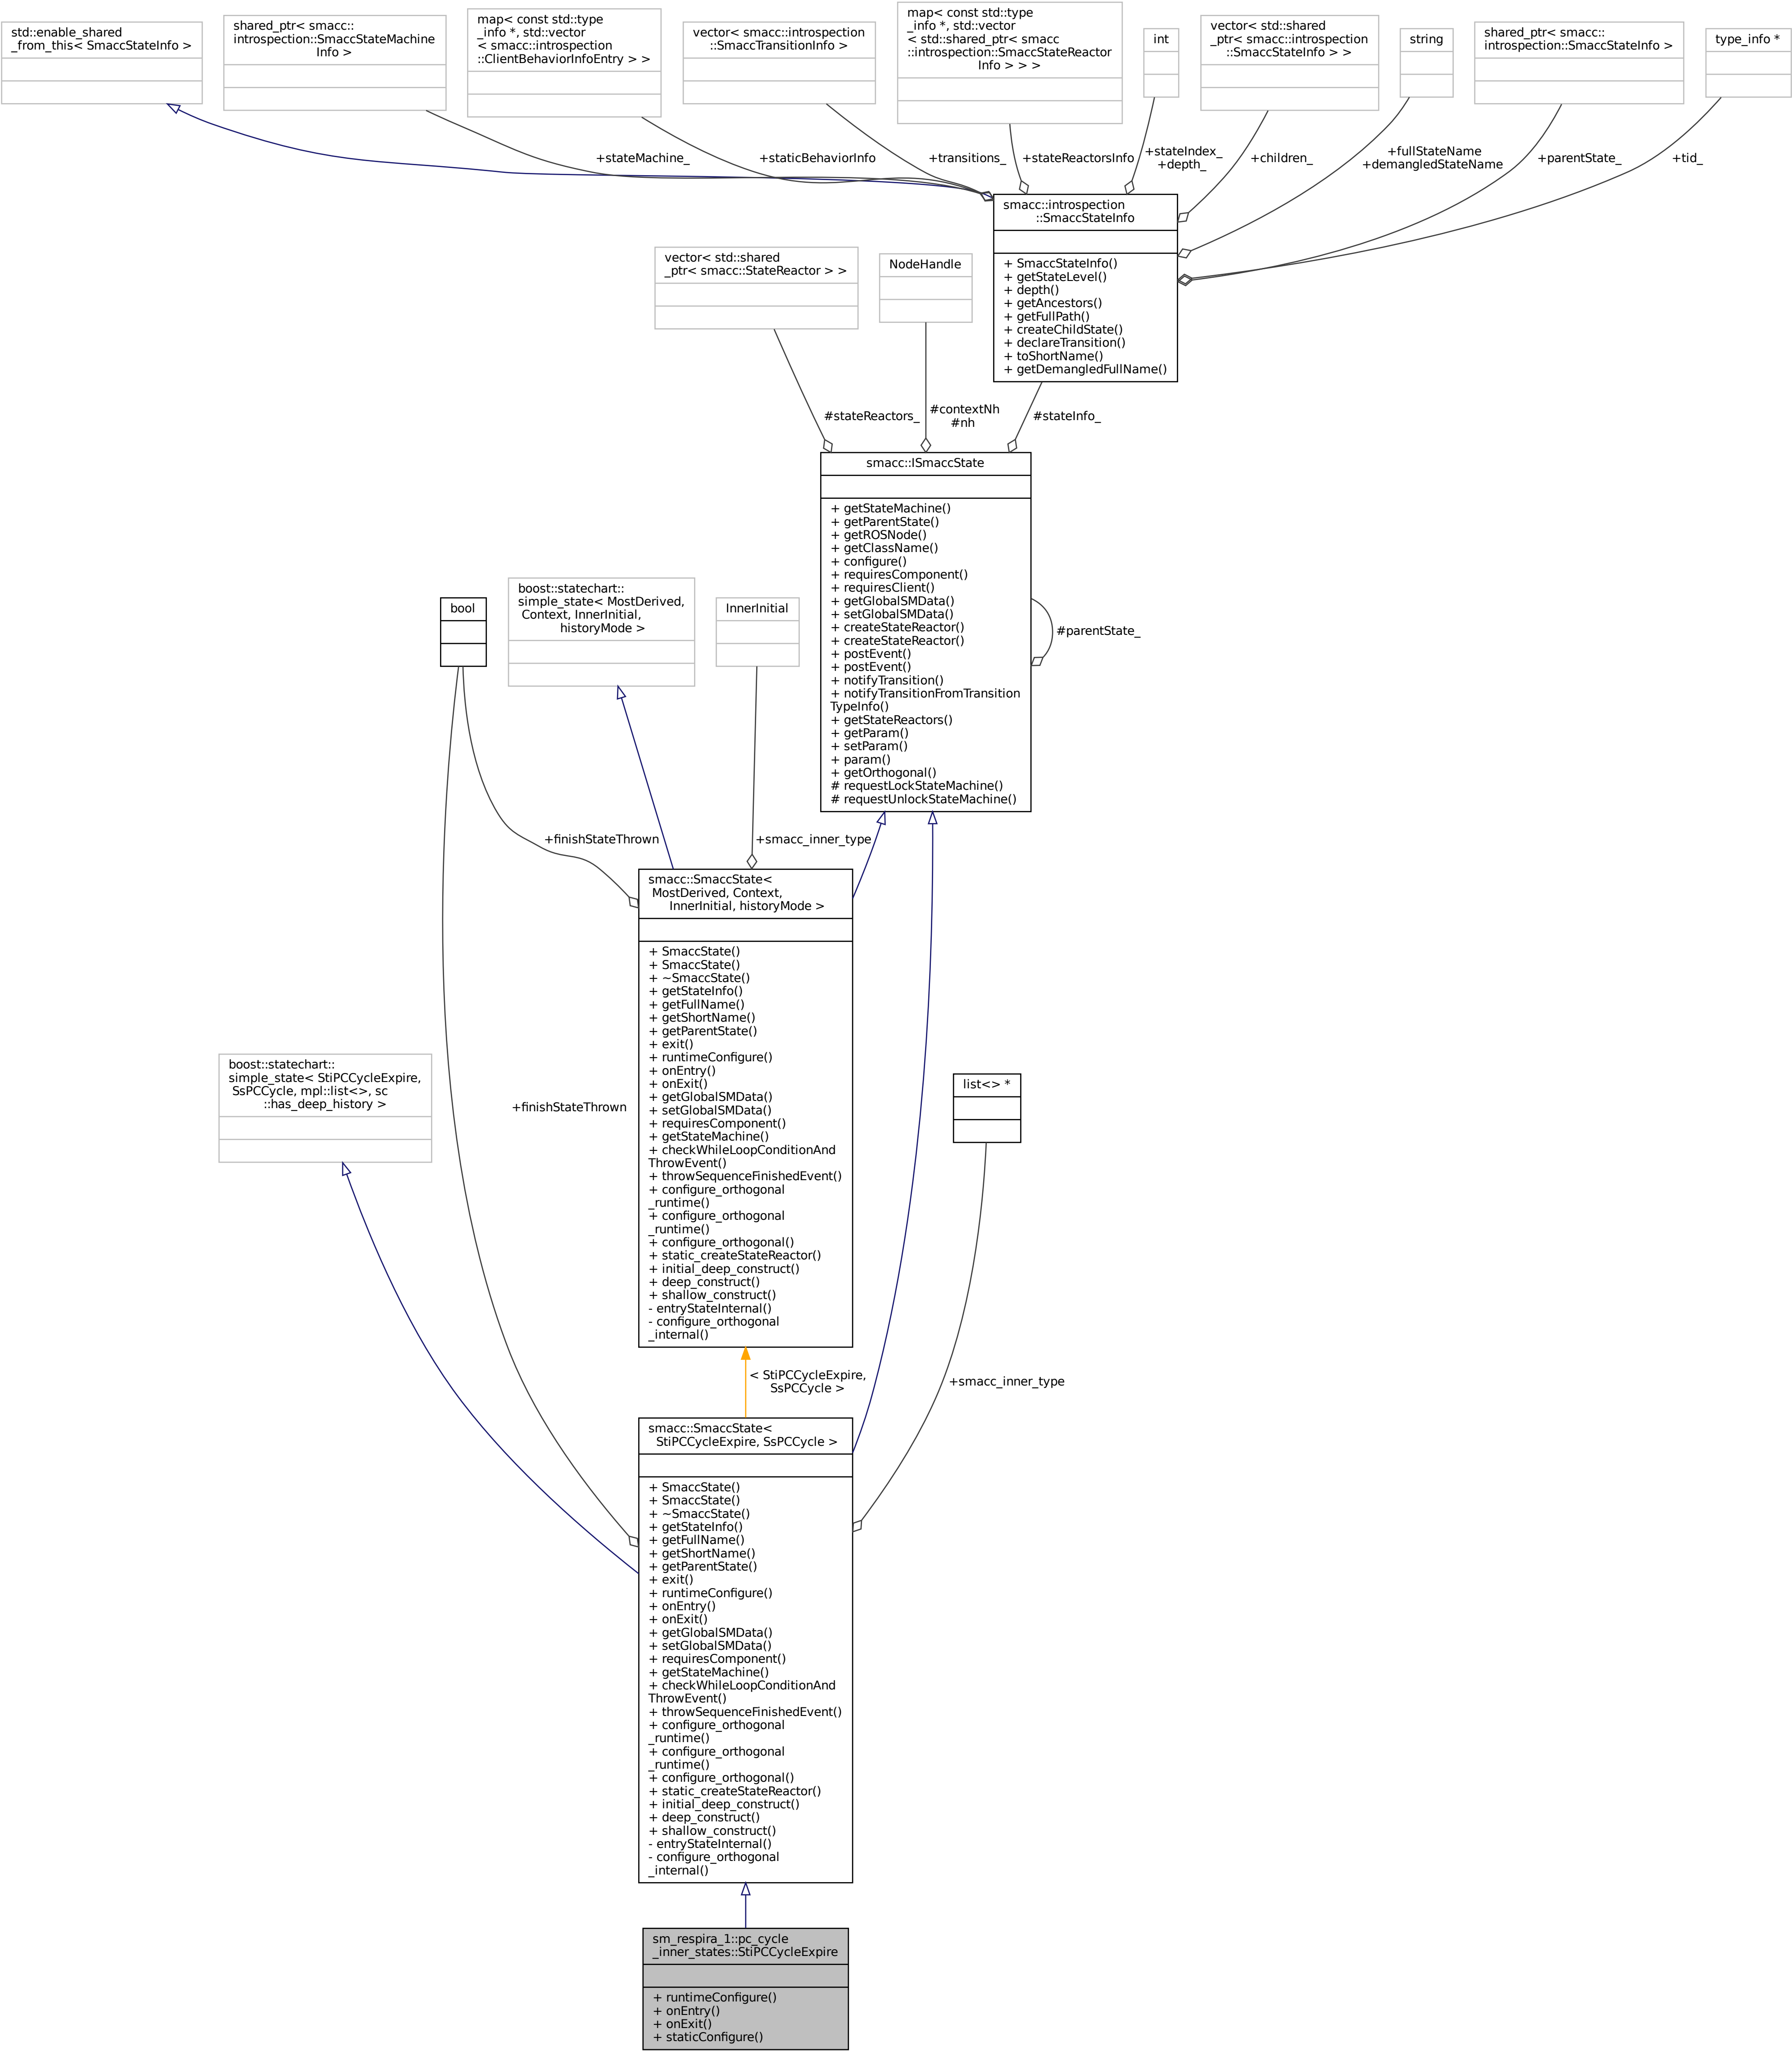 std::enable_shared
_from_this< SmaccStateInfo >
shared_ptr< smacc::
introspection::SmaccStateMachine
Info >
map< const std::type
_info *, std::vector
< smacc::introspection
::ClientBehaviorInfoEntry > >
vector< smacc::introspection
::SmaccTransitionInfo >
map< const std::type
_info *, std::vector
< std::shared_ptr< smacc
::introspection::SmaccStateReactor
Info > > >
int
vector< std::shared
_ptr< smacc::introspection
::SmaccStateInfo > >
string
shared_ptr< smacc::
introspection::SmaccStateInfo >
type_info *
+stateMachine_
+staticBehaviorInfo
+transitions_
+stateReactorsInfo
+stateIndex_
+depth_
+children_
+fullStateName
+demangledStateName
+parentState_
+tid_
smacc::introspection
::SmaccStateInfo
+ SmaccStateInfo()
+ getStateLevel()
+ depth()
+ getAncestors()
+ getFullPath()
+ createChildState()
+ declareTransition()
+ toShortName()
+ getDemangledFullName()
vector< std::shared
_ptr< smacc::StateReactor > >
NodeHandle
#stateReactors_
#contextNh
#nh
#stateInfo_
smacc::ISmaccState
+ getStateMachine()
+ getParentState()
+ getROSNode()
+ getClassName()
+ configure()
+ requiresComponent()
+ requiresClient()
+ getGlobalSMData()
+ setGlobalSMData()
+ createStateReactor()
+ createStateReactor()
+ postEvent()
+ postEvent()
+ notifyTransition()
+ notifyTransitionFromTransition
TypeInfo()
+ getStateReactors()
+ getParam()
+ setParam()
+ param()
+ getOrthogonal()
# requestLockStateMachine()
# requestUnlockStateMachine()
#parentState_
bool
boost::statechart::
simple_state< MostDerived,
Context, InnerInitial,
historyMode >
InnerInitial
+finishStateThrown
+smacc_inner_type
smacc::SmaccState<
MostDerived, Context,
InnerInitial, historyMode >
+ SmaccState()
+ SmaccState()
+ ~SmaccState()
+ getStateInfo()
+ getFullName()
+ getShortName()
+ getParentState()
+ exit()
+ runtimeConfigure()
+ onEntry()
+ onExit()
+ getGlobalSMData()
+ setGlobalSMData()
+ requiresComponent()
+ getStateMachine()
+ checkWhileLoopConditionAnd
ThrowEvent()
+ throwSequenceFinishedEvent()
+ configure_orthogonal
_runtime()
+ configure_orthogonal
_runtime()
+ configure_orthogonal()
+ static_createStateReactor()
+ initial_deep_construct()
+ deep_construct()
+ shallow_construct()
- entryStateInternal()
- configure_orthogonal
_internal()
boost::statechart::
simple_state< StiPCCycleExpire,
SsPCCycle, mpl::list<>, sc
::has_deep_history >
+finishStateThrown
list<> *
< StiPCCycleExpire,
SsPCCycle >
+smacc_inner_type
smacc::SmaccState<
StiPCCycleExpire, SsPCCycle >
+ SmaccState()
+ SmaccState()
+ ~SmaccState()
+ getStateInfo()
+ getFullName()
+ getShortName()
+ getParentState()
+ exit()
+ runtimeConfigure()
+ onEntry()
+ onExit()
+ getGlobalSMData()
+ setGlobalSMData()
+ requiresComponent()
+ getStateMachine()
+ checkWhileLoopConditionAnd
ThrowEvent()
+ throwSequenceFinishedEvent()
+ configure_orthogonal
_runtime()
+ configure_orthogonal
_runtime()
+ configure_orthogonal()
+ static_createStateReactor()
+ initial_deep_construct()
+ deep_construct()
+ shallow_construct()
- entryStateInternal()
- configure_orthogonal
_internal()
sm_respira_1::pc_cycle
_inner_states::StiPCCycleExpire
+ runtimeConfigure()
+ onEntry()
+ onExit()
+ staticConfigure()